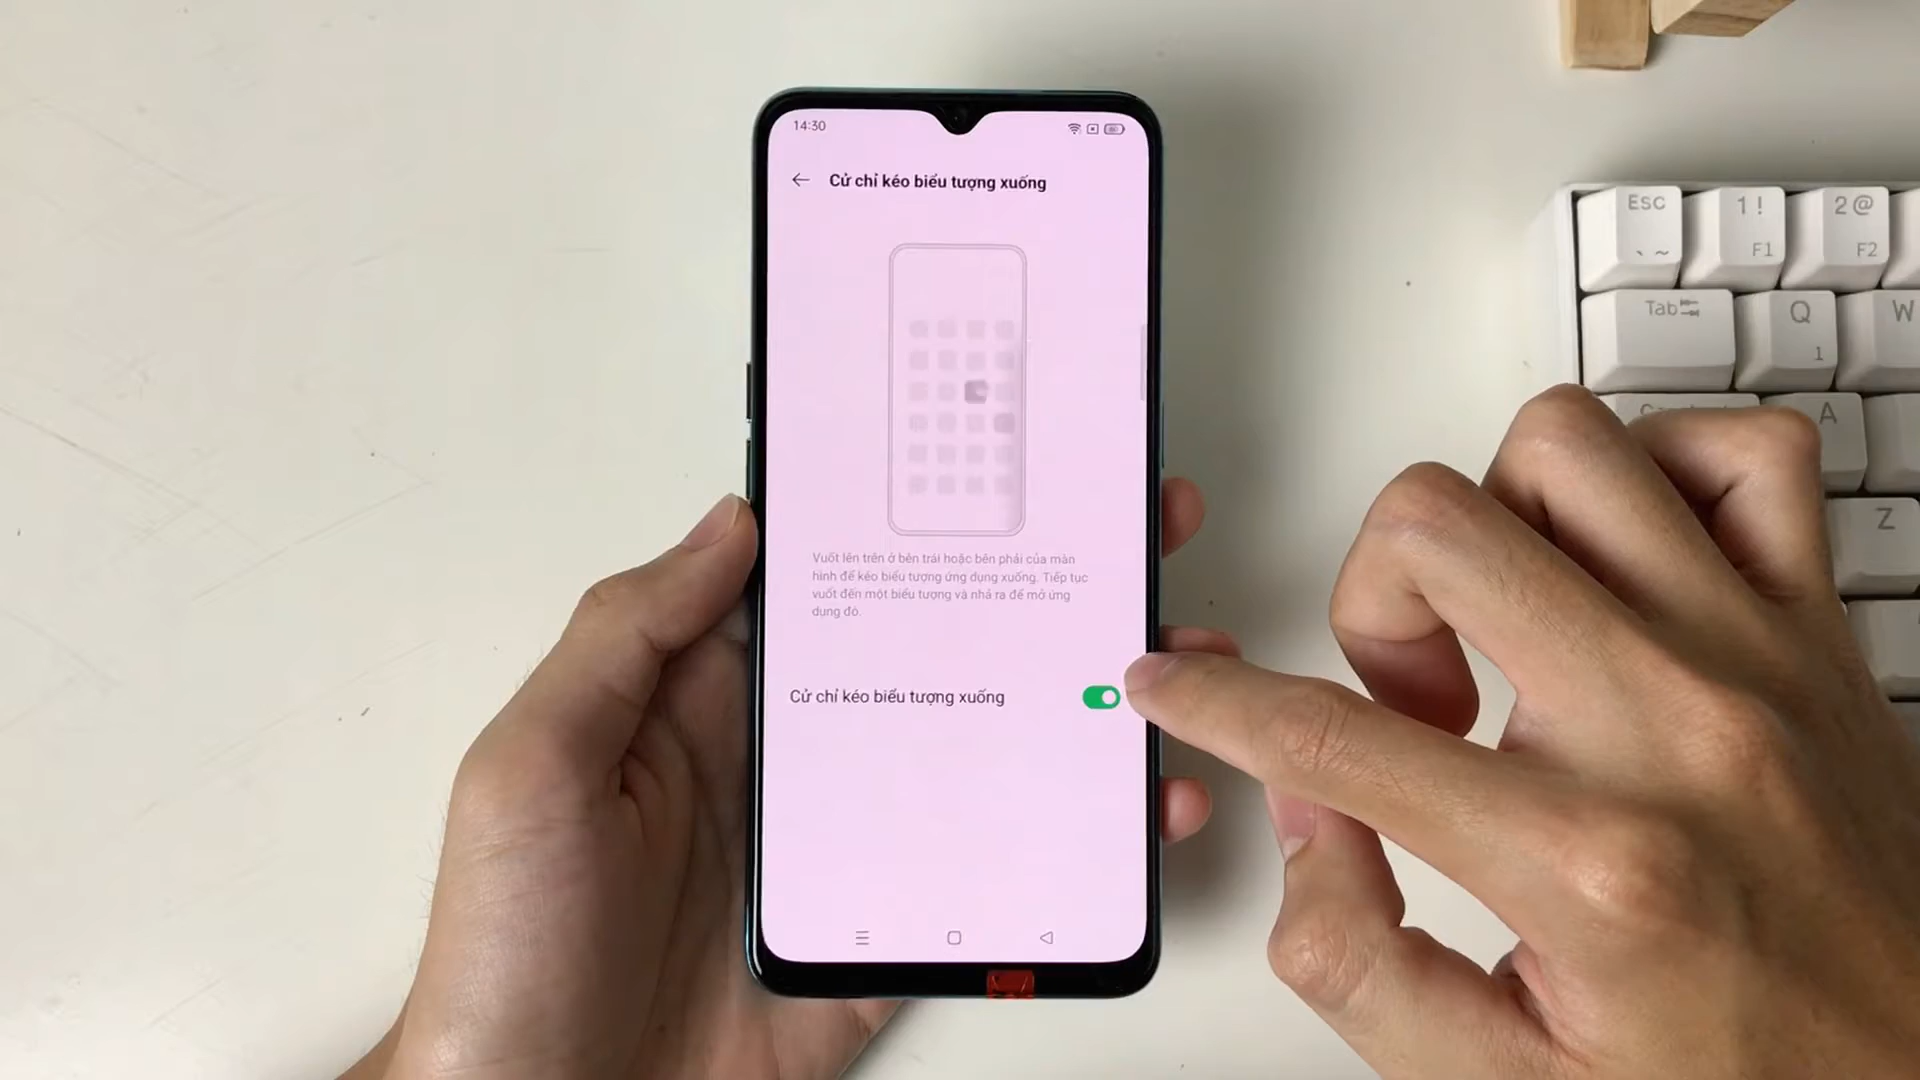 14:30
Cử chỉ kéo biểu tượng xuống
Vuốt lên trên ở bên trái hoặc bên phải của màn
hình để kéo biểu tượng ứng dụng xuống. Tiếp tục
vuốt đến một biểu tượng và nhả ra để mở ứng
dụng đó.
Cử chỉ kéo biểu tượng xuống
Esc
1 !
2 @
` ~
F1
F2
Tab
Q
W
1
A
Z